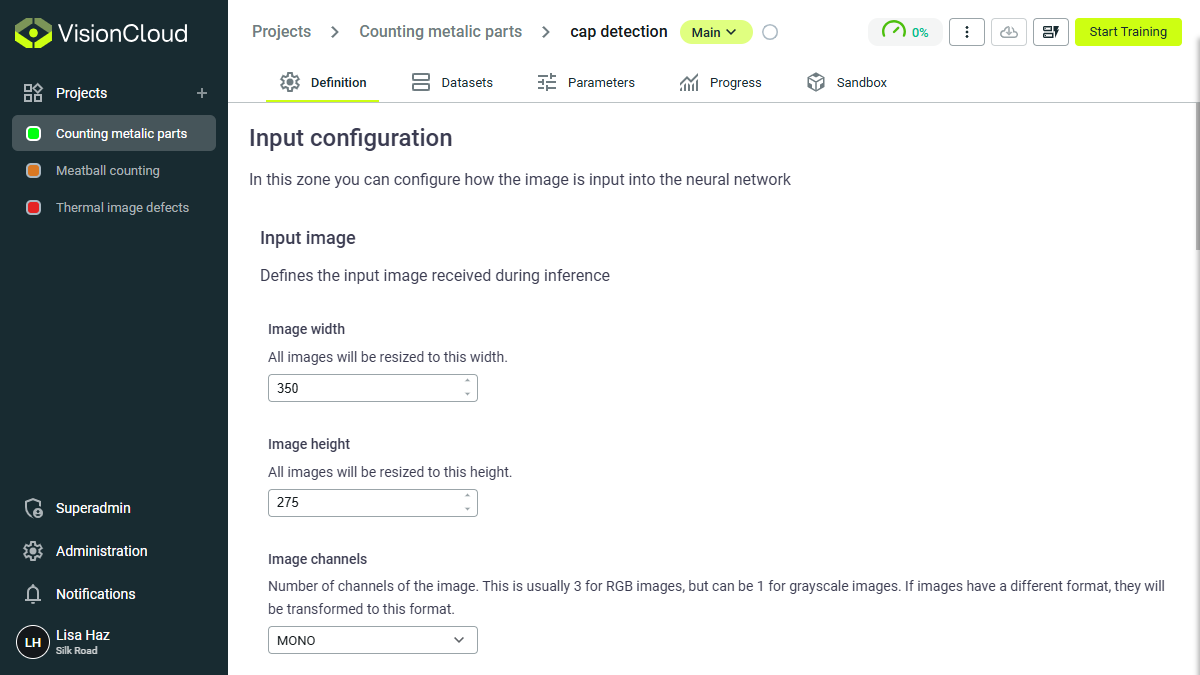 VisionCloud
Projects
Counting metalic parts
Meatball counting
Thermal image defects
Superadmin
Administration
Notifications
LH
Lisa Haz
Silk Road
Projects > Counting metalic parts > cap detection Main 0% Start Training
Definition Datasets Parameters Progress Sandbox
Input configuration
In this zone you can configure how the image is input into the neural network
Input image
Defines the input image received during inference
Image width
All images will be resized to this width.
350
Image height
All images will be resized to this height.
275
Image channels
Number of channels of the image. This is usually 3 for RGB images, but can be 1 for grayscale images. If images have a different format, they will
be transformed to this format.
MONO